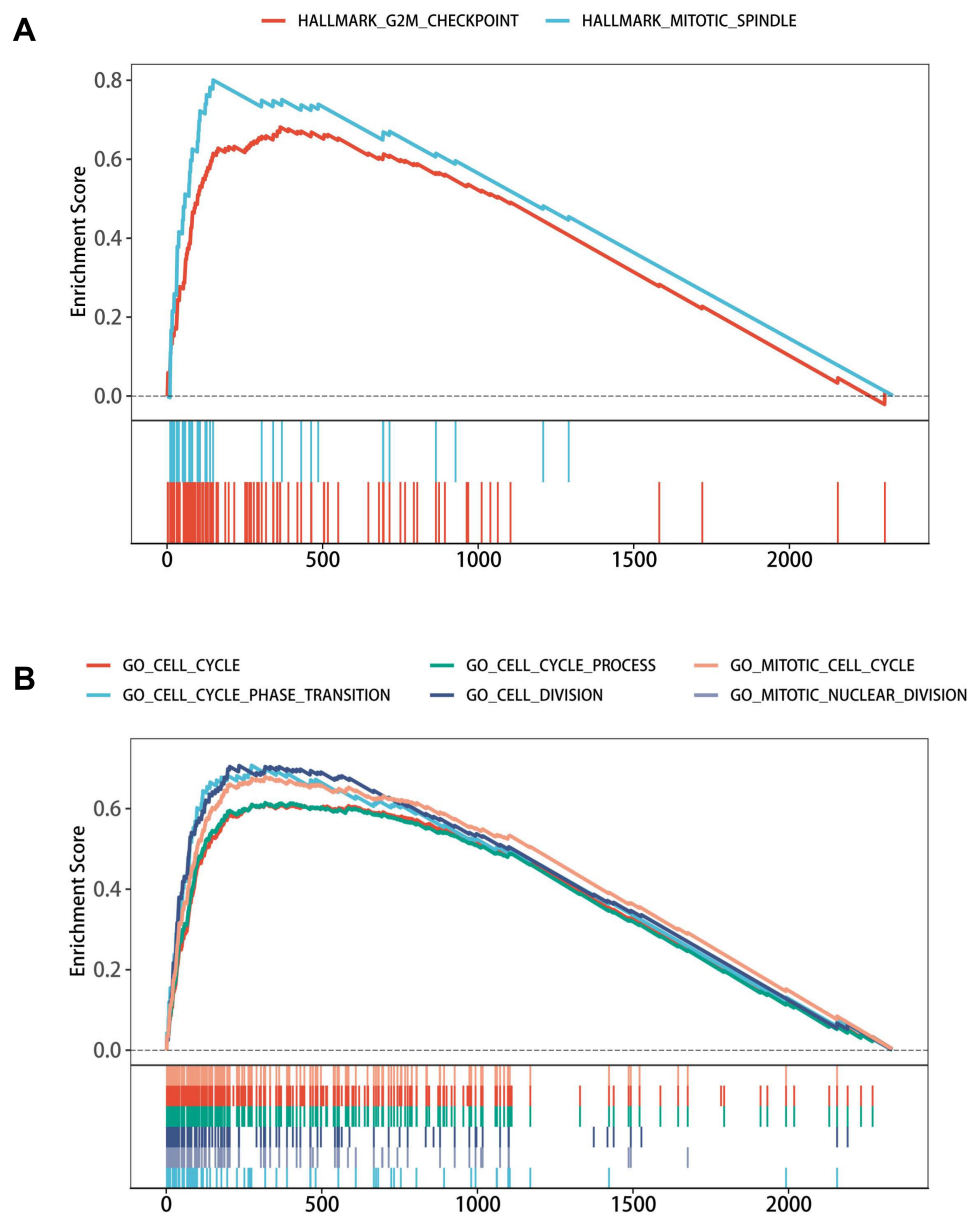 A
HALLMARK_G2M_CHECKPOINT HALLMARK_MITOTIC_SPINDLE
Enrichment Score
0.8
0.6
0.4
0.2
0.0
0 500 1000 1500 2000
B
GO_CELL_CYCLE GO_CELL_CYCLE_PROCESS GO_MITOTIC_CELL_CYCLE
GO_CELL_CYCLE_PHASE_TRANSITION GO_CELL_DIVISION GO_MITOTIC_NUCLEAR_DIVISION
Enrichment Score
0.6
0.4
0.2
0.0
0 500 1000 1500 2000